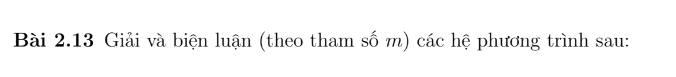 Bài 2.13 Giải và biện luận (theo tham số m) các hệ phương trình sau: